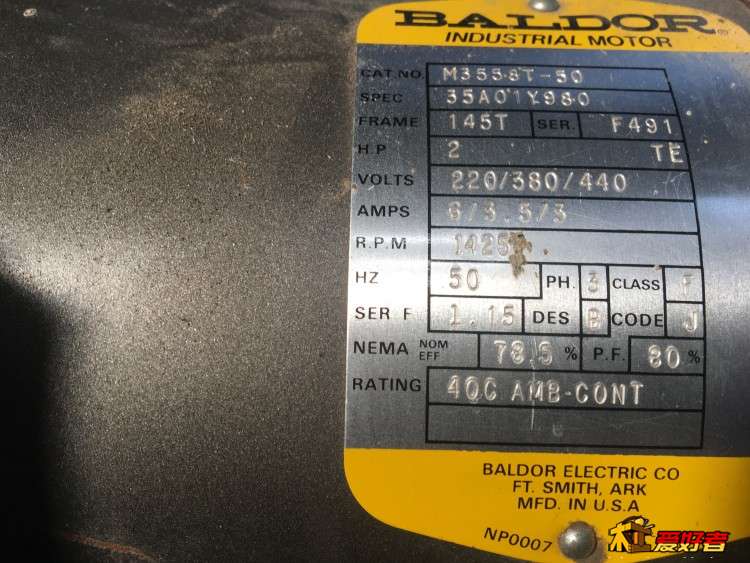 BALDOR
INDUSTRIAL MOTOR
CAT.NO. M3558T-50
SPEC 35A01Y980
FRAME 145T SER. F491
H.P 2 TE
VOLTS 220/380/440
AMPS 6/3.5/3
R.P.M 1425
HZ 50 PH. 3 CLASS F
SER F 1.15 DES B CODE J
NEMA NOM EFF 78.5 % P.F. 80 %
RATING 40C AMB-CONT
BALDOR ELECTRIC CO
FT. SMITH, ARK
MFD. IN U.S.A
NP0007
爱好者